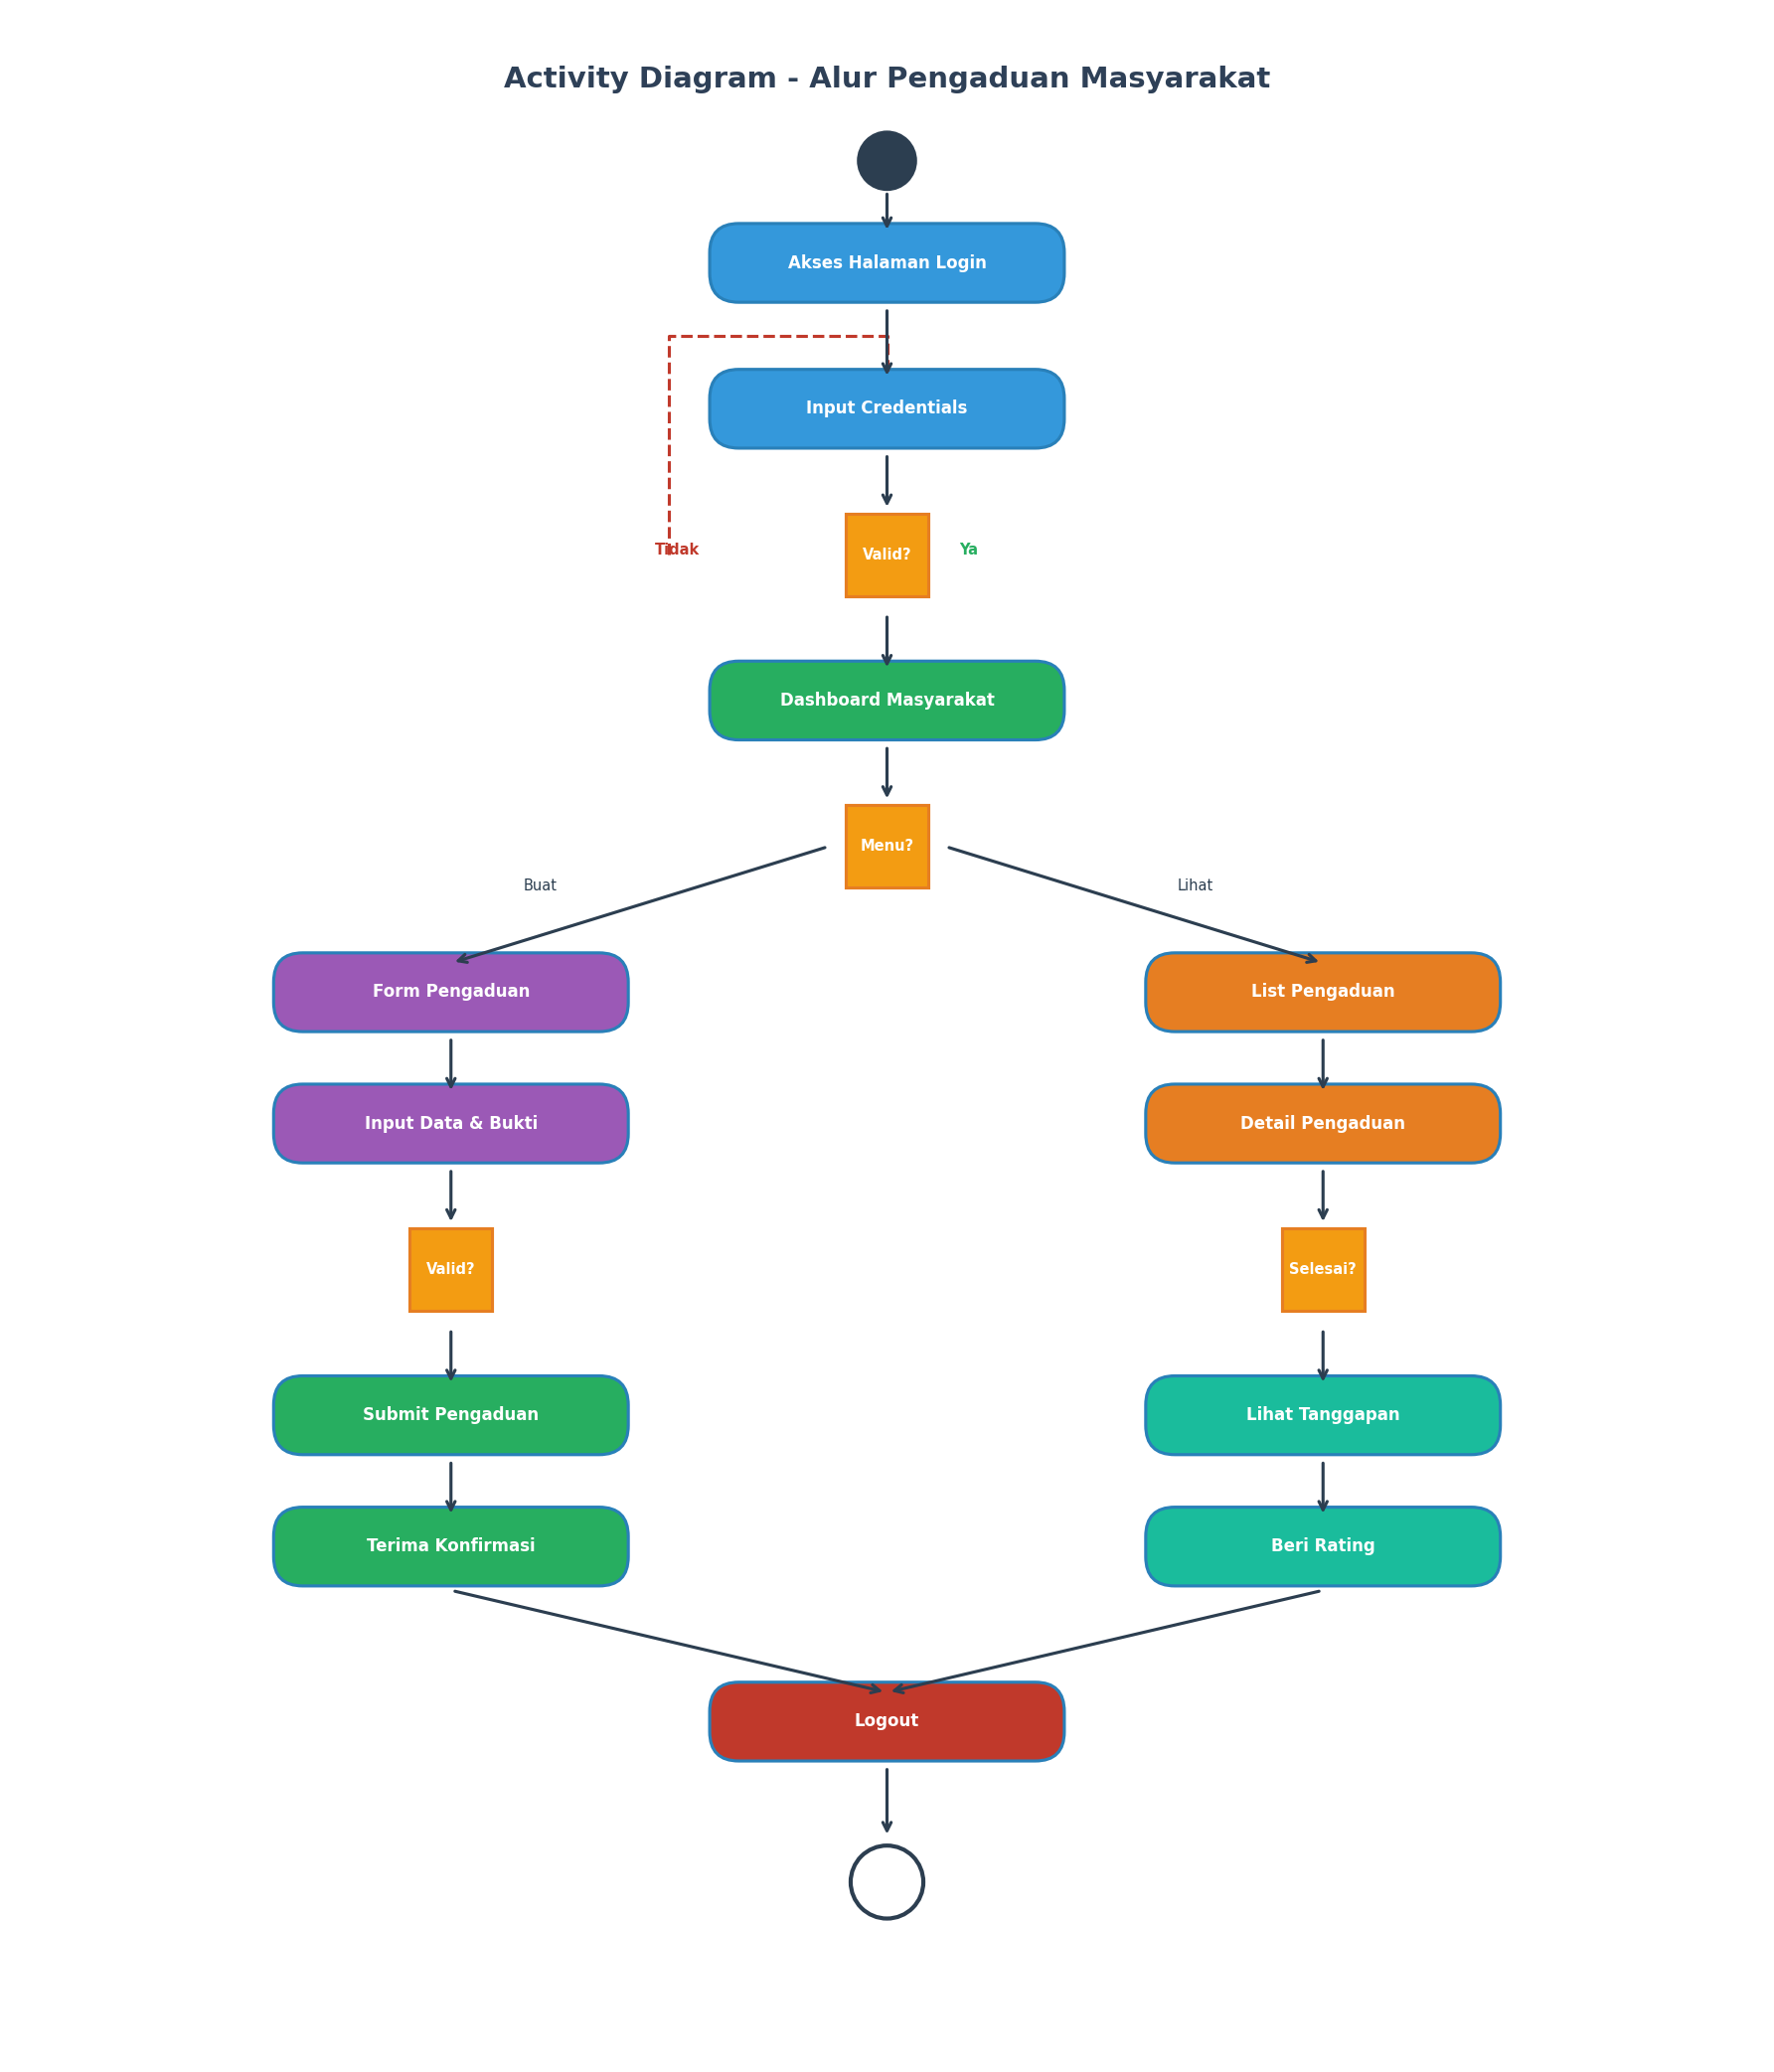 Activity Diagram - Alur Pengaduan Masyarakat
Akses Halaman Login
Input Credentials
Tidak
Valid?
Ya
Dashboard Masyarakat
Menu?
Buat
Lihat
Form Pengaduan
List Pengaduan
Input Data & Bukti
Detail Pengaduan
Valid?
Selesai?
Submit Pengaduan
Lihat Tanggapan
Terima Konfirmasi
Beri Rating
Logout